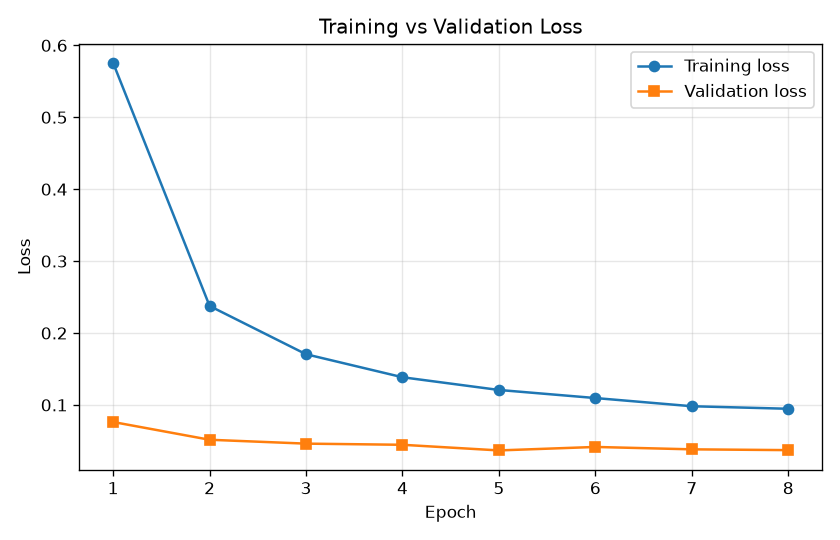 Training vs Validation Loss
Training loss
Validation loss
0.6
0.5
0.4
0.3
0.2
0.1
Loss
1 2 3 4 5 6 7 8
Epoch